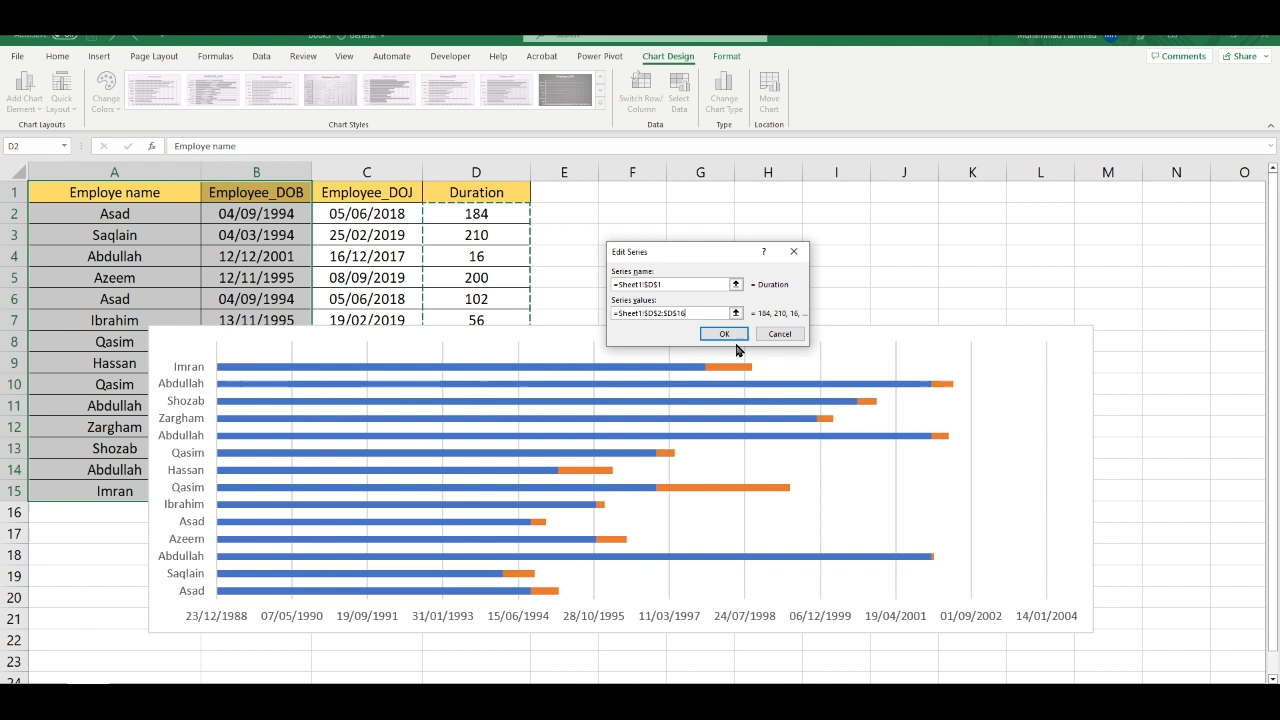 File Home Insert Page Layout Formulas Data Review View Automate Developer Help Acrobat Power Pivot Chart Design Format Comments Share
Add Chart Element Quick Layout Change Colors Switch Row/ Column Select Data Change Chart Type Move Chart
Chart Layouts Chart Styles Data Type Location
D2 fx Employe name
A B C D E F G H I J K L M N O
1 Employe name Employee_DOB Employee_DOJ Duration
2 Asad 04/09/1994 05/06/2018 184
3 Saqlain 04/03/1994 25/02/2019 210
4 Abdullah 12/12/2001 16/12/2017 16
5 Azeem 12/11/1995 08/09/2019 200
6 Asad 04/09/1994 05/06/2018 102
7 Ibrahim 13/11/1995 19/02/2019 56
8 Qasim
9 Hassan
10 Qasim
11 Abdullah
12 Zargham
13 Shozab
14 Abdullah
15 Imran
16
17
18
19
20
21
22
23
24
Edit Series ?
Series name:
=Sheet1!$D$1 = Duration
Series values:
=Sheet1!$D$2:$D$16 = 184, 210, 16, ...
OK Cancel
Imran
Abdullah
Shozab
Zargham
Abdullah
Qasim
Hassan
Qasim
Ibrahim
Asad
Azeem
Abdullah
Saqlain
Asad
23/12/1988 07/05/1990 19/09/1991 31/01/1993 15/06/1994 28/10/1995 11/03/1997 24/07/1998 06/12/1999 19/04/2001 01/09/2002 14/01/2004